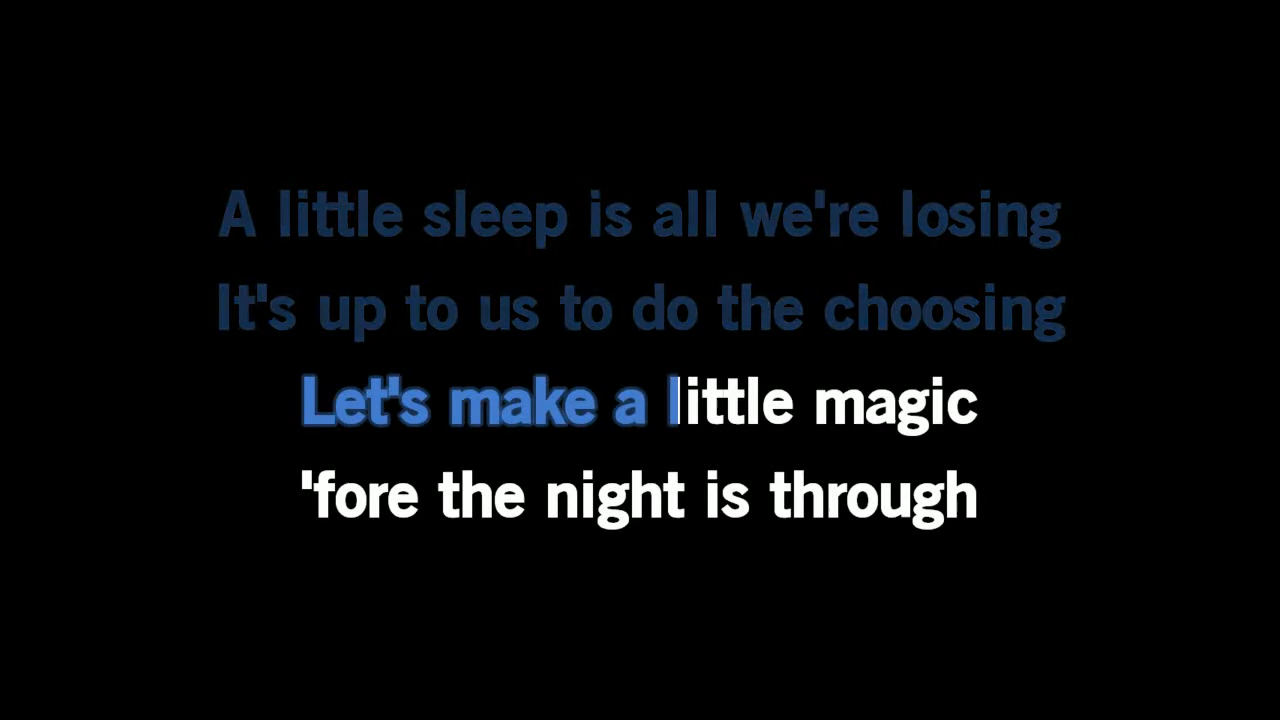 A little sleep is all we're losing
It's up to us to do the choosing
Let's make a little magic
'fore the night is through